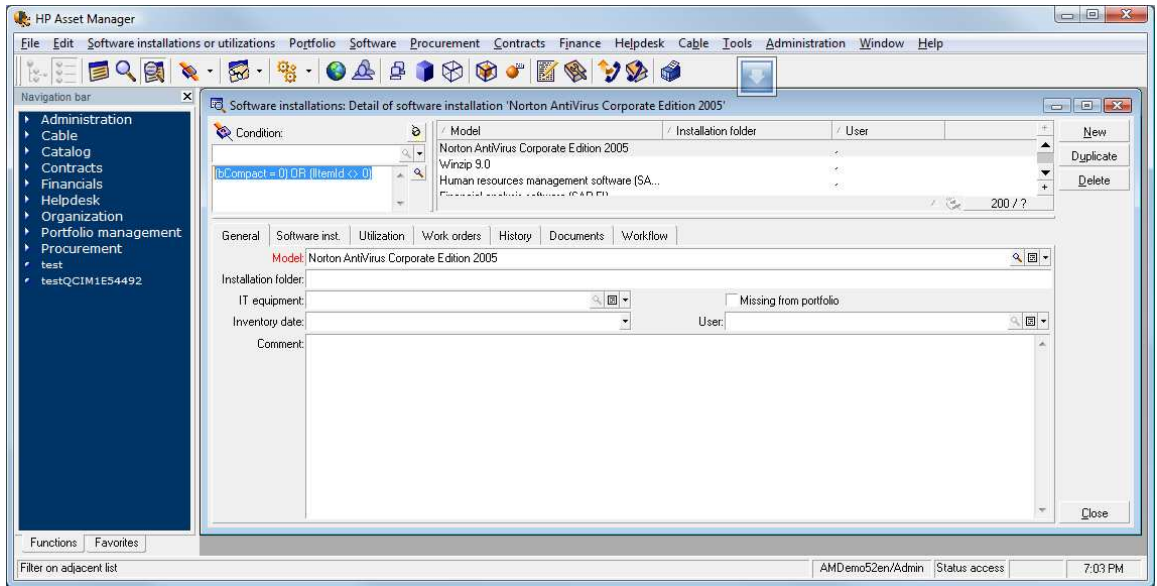 HP Asset Manager
File Edit Software installations or utilizations Portfolio Software Procurement Contracts Finance Helpdesk Cable Tools Administration Window Help
Navigation bar
Administration
Cable
Catalog
Contracts
Financials
Helpdesk
Organization
Portfolio management
Procurement
test
testQCIM1E54492
Functions Favorites
Software installations: Detail of software installation 'Norton AntiVirus Corporate Edition 2005'
Condition:
(bCompact = 0) OR (lItemId <> 0)
Model Installation folder User
Norton AntiVirus Corporate Edition 2005
Winzip 9.0
Human resources management software (SA...
Financial analysis software (SAP FI)
200 / ?
New
Duplicate
Delete
General Software inst. Utilization Work orders History Documents Workflow
Model: Norton AntiVirus Corporate Edition 2005
Installation folder:
IT equipment: Missing from portfolio
Inventory date: User:
Comment:
Close
Filter on adjacent list AMDemo52en/Admin Status access 7:03 PM